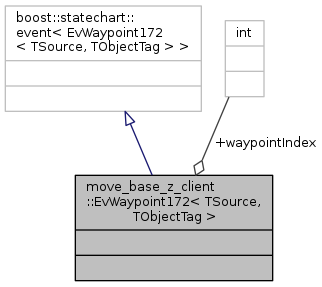 boost::statechart::
event< EvWaypoint172
< TSource, TObjectTag > >
int
+waypointIndex
move_base_z_client
::EvWaypoint172< TSource,
TObjectTag >